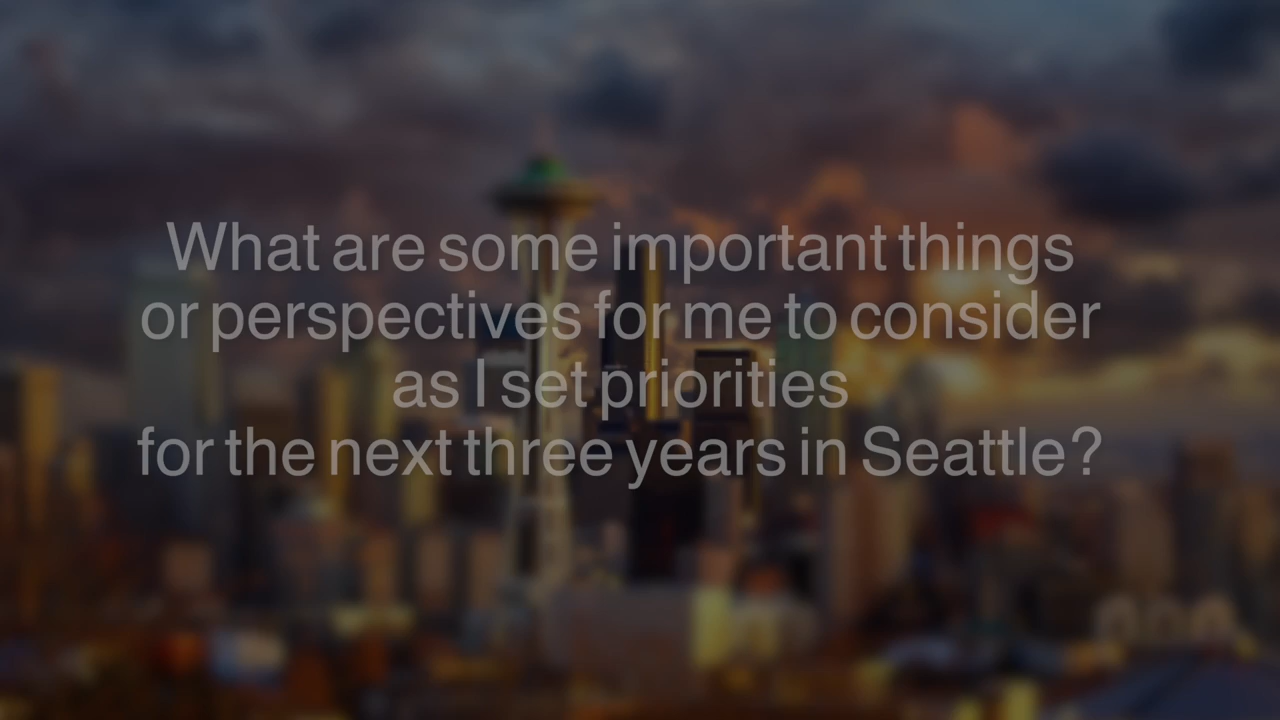 What are some important things
or perspectives for me to consider
as I set priorities
for the next three years in Seattle?